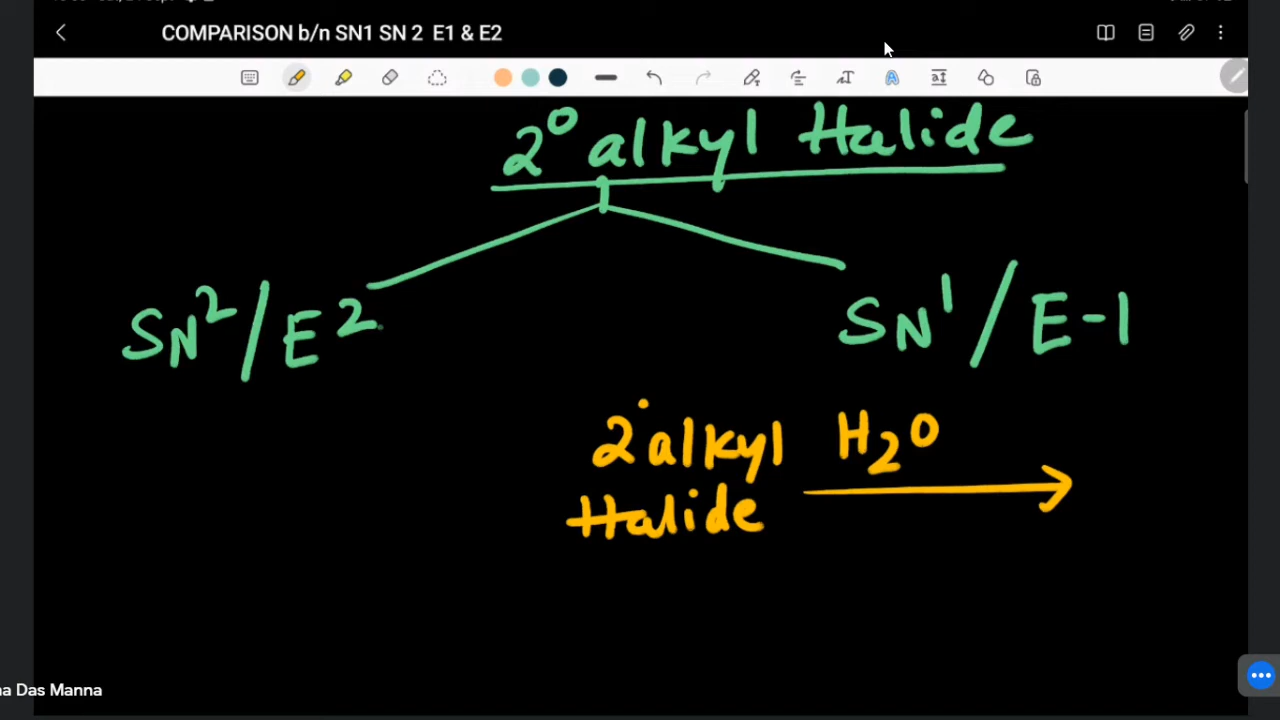 COMPARISON b/n SN1 SN 2 E1 & E2
2° alkyl Halide
SN2/E2
SN1/E-1
2° alkyl Halide
H2O
Das Manna